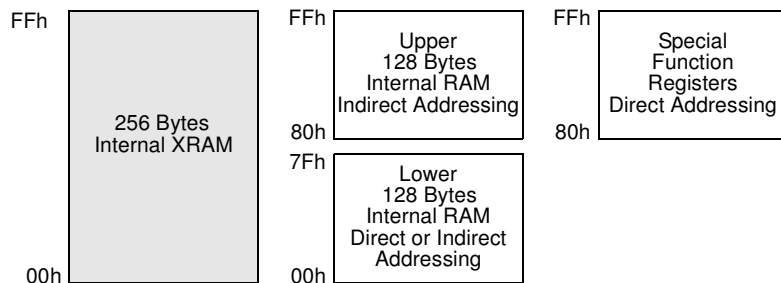 FFh
256 Bytes
Internal XRAM
00h
FFh
Upper
128 Bytes
Internal RAM
Indirect Addressing
80h
7Fh
Lower
128 Bytes
Internal RAM
Direct or Indirect
Addressing
00h
FFh
Special
Function
Registers
Direct Addressing
80h